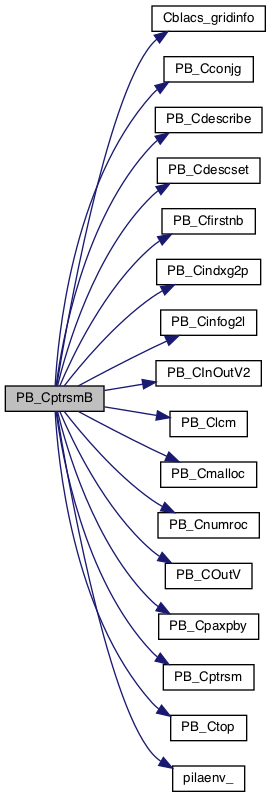 Cblacs_gridinfo
PB_Cconjg
PB_Cdescribe
PB_Cdescset
PB_Cfirstnb
PB_Cindxg2p
PB_Cinfog2l
PB_CptrsmB
PB_CInOutV2
PB_Clcm
PB_Cmalloc
PB_Cnumroc
PB_COutV
PB_Cpaxpby
PB_Cptrsm
PB_Ctop
pilaenv_